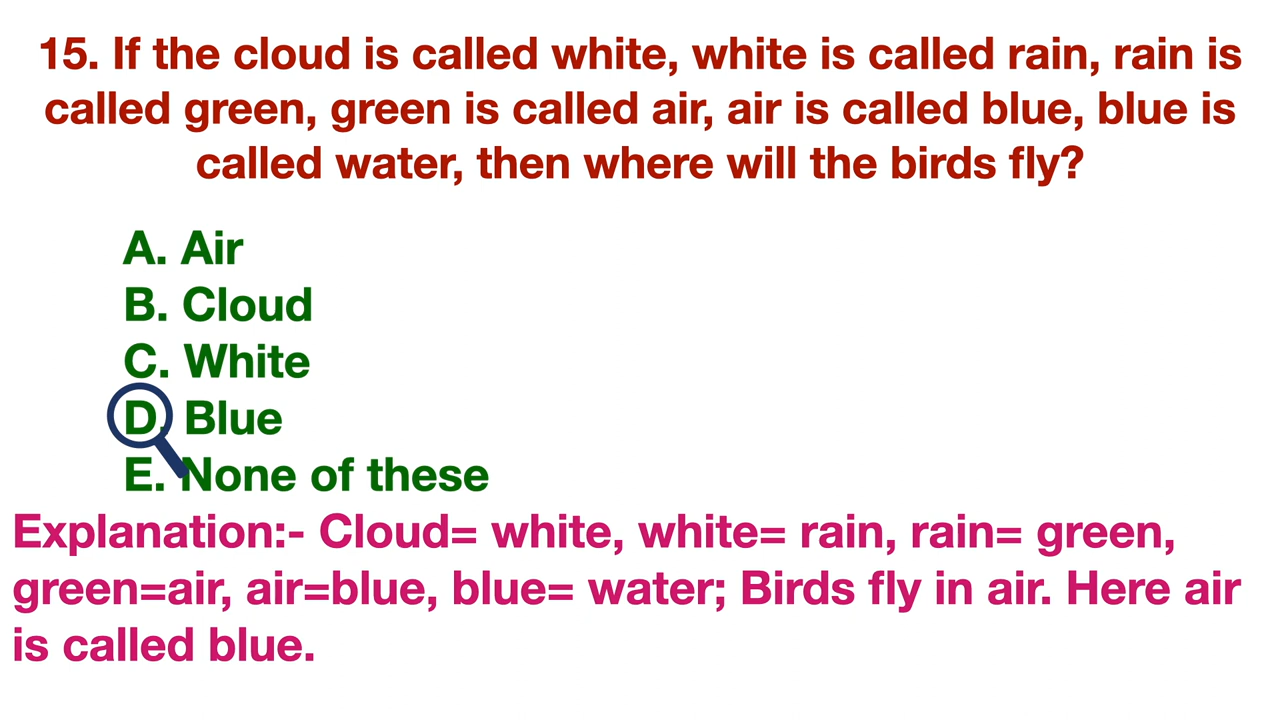 15. If the cloud is called white, white is called rain, rain is
called green, green is called air, air is called blue, blue is
called water, then where will the birds fly?
A. Air
B. Cloud
C. White
D. Blue
E. None of these
Explanation:- Cloud= white, white= rain, rain= green,
green=air, air=blue, blue= water; Birds fly in air. Here air
is called blue.